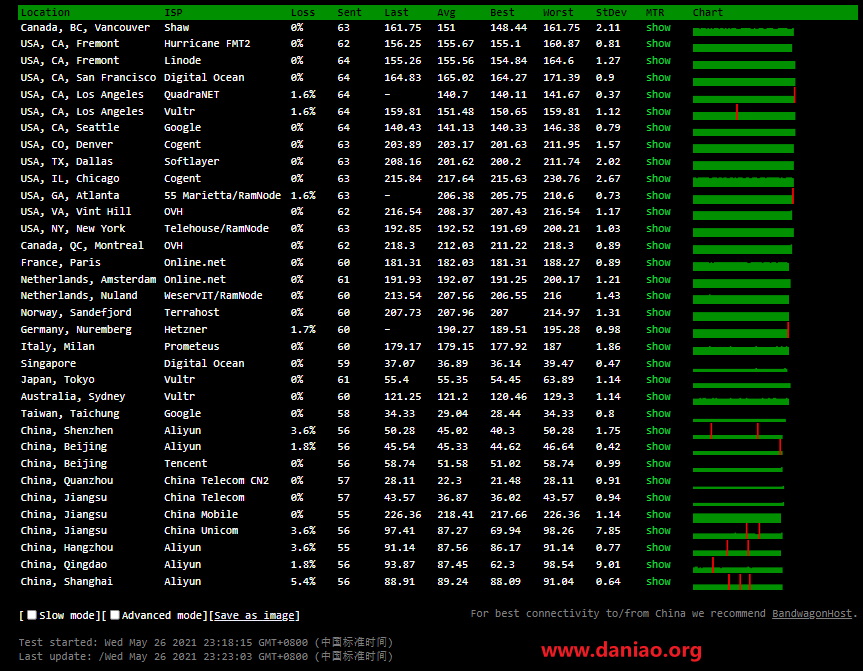 Location ISP Loss Sent Last Avg Best Worst StDev MTR Chart
Canada, BC, Vancouver Shaw 0% 63 161.75 151 148.44 161.75 2.11 show
USA, CA, Fremont Hurricane FMT2 0% 62 156.25 155.67 155.1 160.87 0.81 show
USA, CA, Fremont Linode 0% 64 155.26 155.56 154.84 164.6 1.27 show
USA, CA, San Francisco Digital Ocean 0% 64 164.83 165.02 164.27 171.39 0.9 show
USA, CA, Los Angeles QuadraNET 1.6% 64 – 140.7 140.11 141.67 0.37 show
USA, CA, Los Angeles Vultr 1.6% 64 159.81 151.48 150.65 159.81 1.12 show
USA, CA, Seattle Google 0% 64 140.43 141.13 140.33 146.38 0.79 show
USA, CO, Denver Cogent 0% 63 203.89 203.17 201.63 211.95 1.57 show
USA, TX, Dallas Softlayer 0% 63 208.16 201.62 200.2 211.74 2.02 show
USA, IL, Chicago Cogent 0% 63 215.84 217.64 215.63 230.76 2.67 show
USA, GA, Atlanta 55 Marietta/RamNode 1.6% 63 – 206.38 205.75 210.6 0.73 show
USA, VA, Vint Hill OVH 0% 62 216.54 208.37 207.43 216.54 1.17 show
USA, NY, New York Telehouse/RamNode 0% 63 192.85 192.52 191.69 200.21 1.03 show
Canada, QC, Montreal OVH 0% 62 218.3 212.03 211.22 218.3 0.89 show
France, Paris Online.net 0% 60 181.31 182.03 181.31 188.27 0.89 show
Netherlands, Amsterdam Online.net 0% 61 191.93 192.07 191.25 200.17 1.21 show
Netherlands, Nuland WeservIT/RamNode 0% 60 213.54 207.56 206.55 216 1.43 show
Norway, Sandefjord Terrahost 0% 60 207.73 207.96 207 214.97 1.31 show
Germany, Nuremberg Hetzner 1.7% 60 – 190.27 189.51 195.28 0.98 show
Italy, Milan Prometeus 0% 60 179.17 179.15 177.92 187 1.86 show
Singapore Digital Ocean 0% 59 37.07 36.89 36.14 39.47 0.47 show
Japan, Tokyo Vultr 0% 61 55.4 55.35 54.45 63.89 1.14 show
Australia, Sydney Vultr 0% 60 121.25 121.2 120.46 129.3 1.14 show
Taiwan, Taichung Google 0% 58 34.33 29.04 28.44 34.33 0.8 show
China, Shenzhen Aliyun 3.6% 56 50.28 45.02 40.3 50.28 1.75 show
China, Beijing Aliyun 1.8% 56 45.54 45.33 44.62 46.64 0.42 show
China, Beijing Tencent 0% 56 58.74 51.58 51.02 58.74 0.99 show
China, Quanzhou China Telecom CN2 0% 57 28.11 22.3 21.48 28.11 0.91 show
China, Jiangsu China Telecom 0% 57 43.57 36.87 36.02 43.57 0.94 show
China, Jiangsu China Mobile 0% 55 226.36 218.41 217.66 226.36 1.14 show
China, Jiangsu China Unicom 3.6% 56 97.41 87.27 69.94 98.26 7.85 show
China, Hangzhou Aliyun 3.6% 55 91.14 87.56 86.17 91.14 0.77 show
China, Qingdao Aliyun 1.8% 56 93.87 87.45 62.3 98.54 9.01 show
China, Shanghai Aliyun 5.4% 56 88.91 89.24 88.09 91.04 0.64 show
[Slow mode][Advanced mode][Save as image]
For best connectivity to/from China we recommend BandwagonHost.
Test started: Wed May 26 2021 23:18:15 GMT+0800 (中国标准时间)
Last update: /Wed May 26 2021 23:23:03 GMT+0800 (中国标准时间)
www.daniao.org